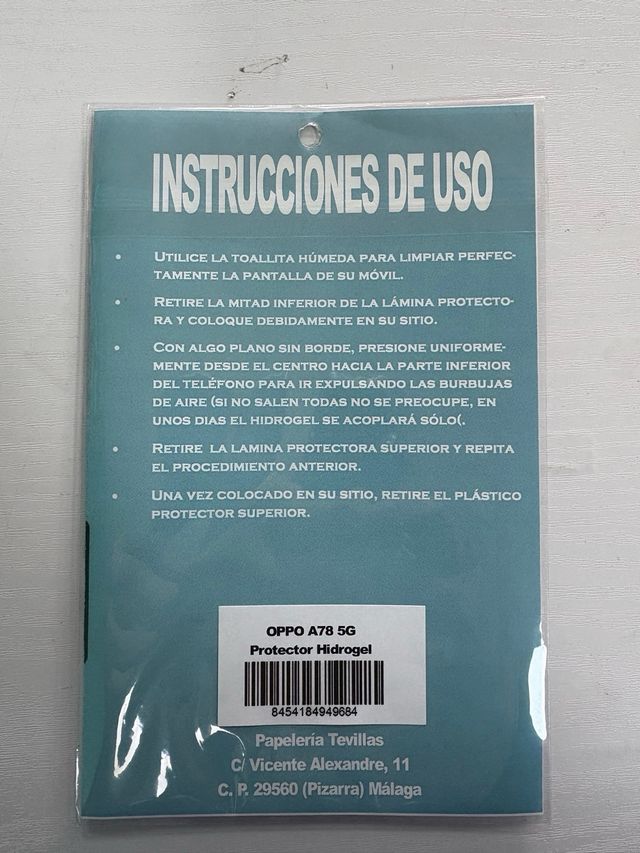 INSTRUCCIONES DE USO
• UTILICE LA TOALLITA HÚMEDA PARA LIMPIAR PERFEC-
TAMENTE LA PANTALLA DE SU MÓVIL.
• RETIRE LA MITAD INFERIOR DE LA LÁMINA PROTECTO-
RA Y COLOQUE DEBIDAMENTE EN SU SITIO.
• CON ALGO PLANO SIN BORDE, PRESIONE UNIFORME-
MENTE DESDE EL CENTRO HACIA LA PARTE INFERIOR
DEL TELÉFONO PARA IR EXPULSANDO LAS BURBUJAS
DE AIRE (SI NO SALEN TODAS NO SE PREOCUPE, EN
UNOS DIAS EL HIDROGEL SE ACOPLARÁ SÓLO(.
• RETIRE LA LAMINA PROTECTORA SUPERIOR Y REPITA
EL PROCEDIMIENTO ANTERIOR.
• UNA VEZ COLOCADO EN SU SITIO, RETIRE EL PLÁSTICO
PROTECTOR SUPERIOR.
OPPO A78 5G
Protector Hidrogel
8454184949684
Papelería Tevillas
C/ Vicente Alexandre, 11
C. P. 29560 (Pizarra) Málaga